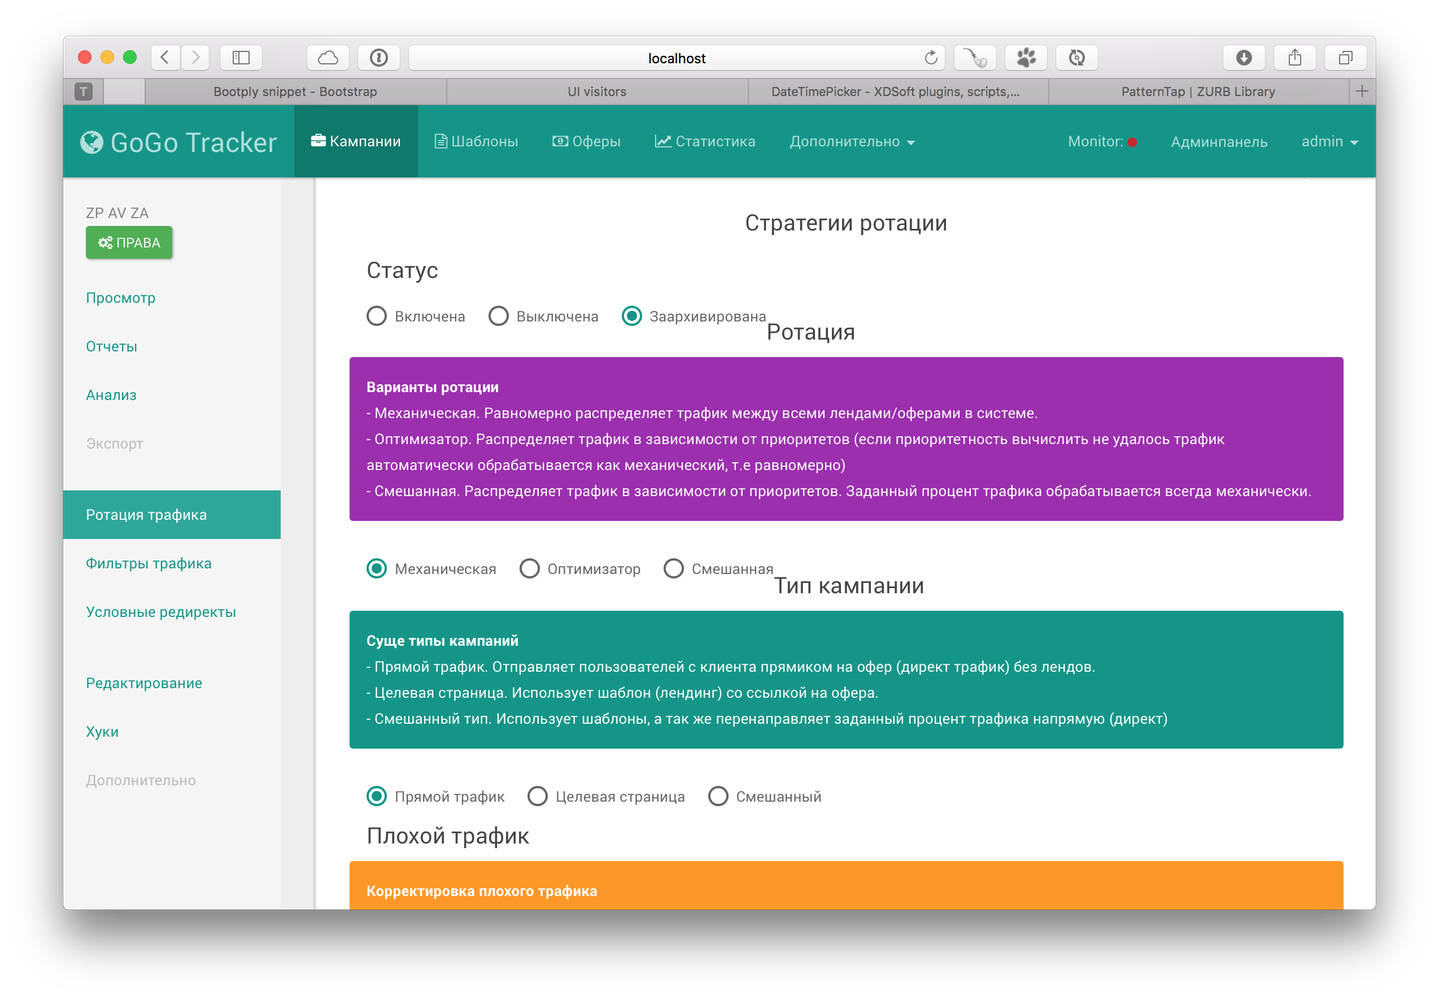 localhost
T
Bootply snippet - Bootstrap
UI visitors
DateTimePicker - XDSoft plugins, scripts,...
PatternTap | ZURB Library
GoGo Tracker
Кампании
Шаблоны
Оферы
Статистика
Дополнительно
Monitor:
Админпанель
admin
ZP AV ZA
ПРАВА
Просмотр
Отчеты
Анализ
Экспорт
Ротация трафика
Фильтры трафика
Условные редиректы
Редактирование
Хуки
Дополнительно
Стратегии ротации
Статус
Включена Выключена Заархивирована
Ротация
Варианты ротации
- Механическая. Равномерно распределяет трафик между всеми лендами/оферами в системе.
- Оптимизатор. Распределяет трафик в зависимости от приоритетов (если приоритетность вычислить не удалось трафик
автоматически обрабатывается как механический, т.е равномерно)
- Смешанная. Распределяет трафик в зависимости от приоритетов. Заданный процент трафика обрабатывается всегда механически.
Механическая Оптимизатор Смешанная
Тип кампании
Суще типы кампаний
- Прямой трафик. Отправляет пользователей с клиента прямиком на офер (директ трафик) без лендов.
- Целевая страница. Использует шаблон (лендинг) со ссылкой на офера.
- Смешанный тип. Использует шаблоны, а так же перенаправляет заданный процент трафика напрямую (директ)
Прямой трафик Целевая страница Смешанный
Плохой трафик
Корректировка плохого трафика